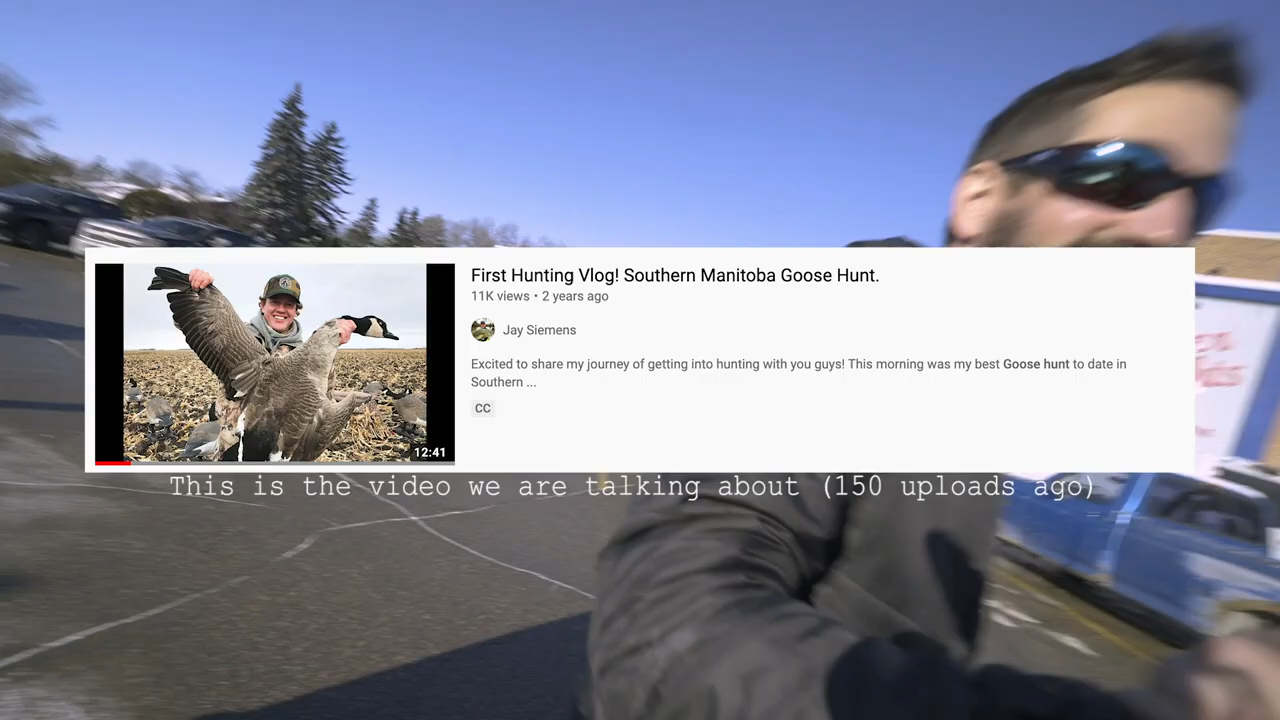 First Hunting Vlog! Southern Manitoba Goose Hunt.
11K views • 2 years ago
Jay Siemens
Excited to share my journey of getting into hunting with you guys! This morning was my best Goose hunt to date in
Southern ...
CC
12:41
This is the video we are talking about (150 uploads ago)